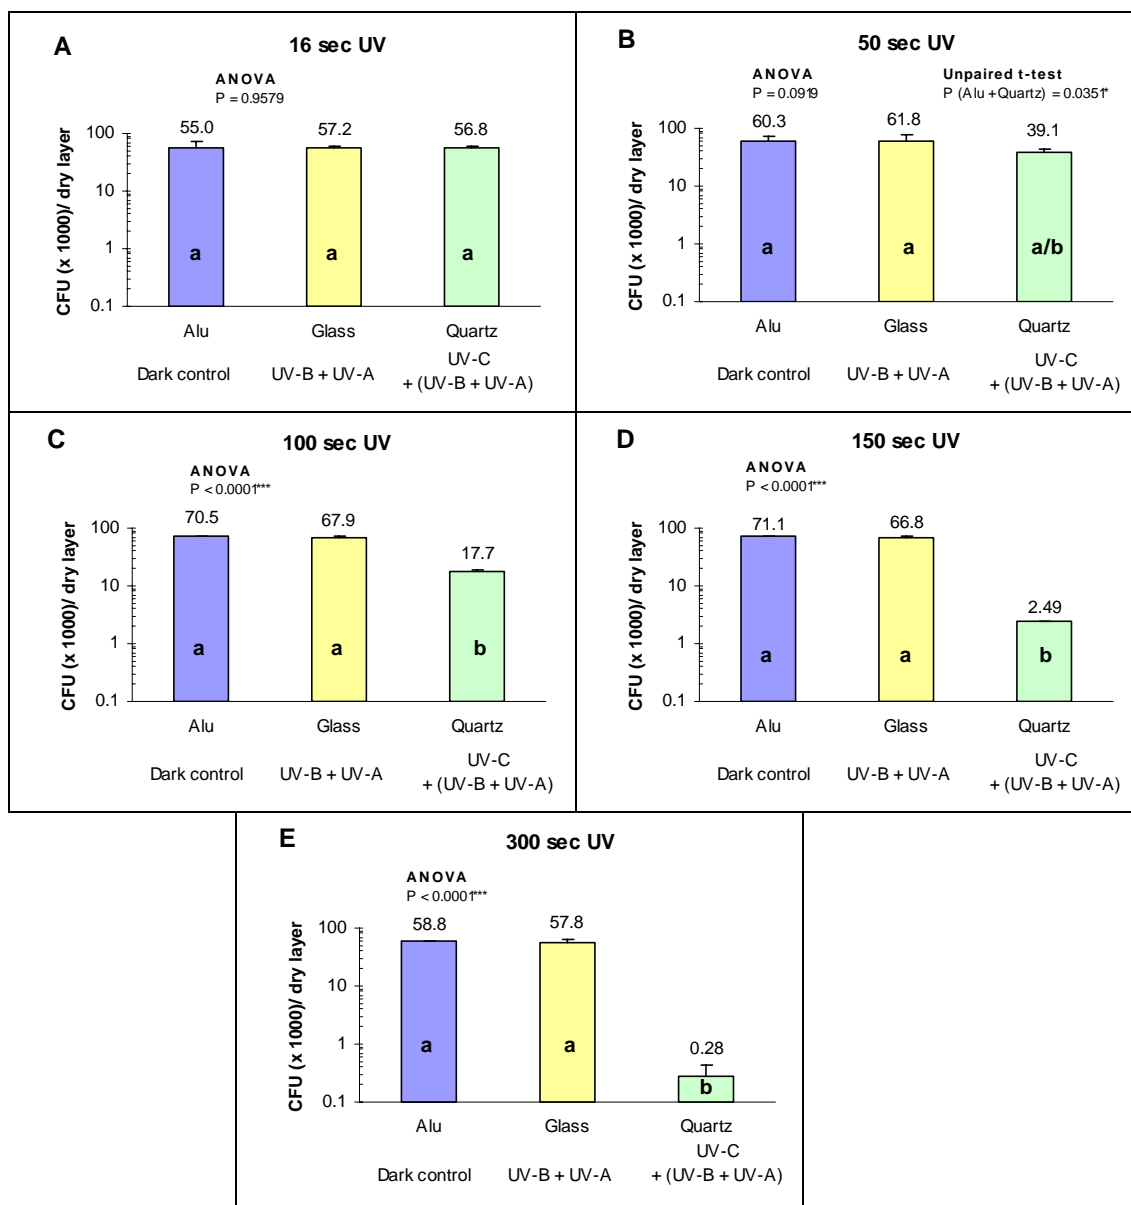 A
16 sec UV
ANOVA
P = 0.9579
55.0
57.2
56.8
CFU (x 1000)/ dry layer
100
10
1
0.1
a
a
a
Alu
Glass
Quartz
Dark control
UV-B + UV-A
UV-C
+ (UV-B + UV-A)
B
50 sec UV
ANOVA
P = 0.0919
Unpaired t-test
P (Alu + Quartz) = 0.0351*
60.3
61.8
39.1
CFU (x 1000)/ dry layer
100
10
1
0.1
a
a
a/b
Alu
Glass
Quartz
Dark control
UV-B + UV-A
UV-C
+ (UV-B + UV-A)
C
100 sec UV
ANOVA
P < 0.0001***
70.5
67.9
17.7
CFU (x 1000)/ dry layer
100
10
1
0.1
a
a
b
Alu
Glass
Quartz
Dark control
UV-B + UV-A
UV-C
+ (UV-B + UV-A)
D
150 sec UV
ANOVA
P < 0.0001***
71.1
66.8
2.49
CFU (x 1000)/ dry layer
100
10
1
0.1
a
a
b
Alu
Glass
Quartz
Dark control
UV-B + UV-A
UV-C
+ (UV-B + UV-A)
E
300 sec UV
ANOVA
P < 0.0001***
58.8
57.8
0.28
CFU (x 1000)/ dry layer
100
10
1
0.1
a
a
b
Alu
Glass
Quartz
Dark control
UV-B + UV-A
UV-C
+ (UV-B + UV-A)